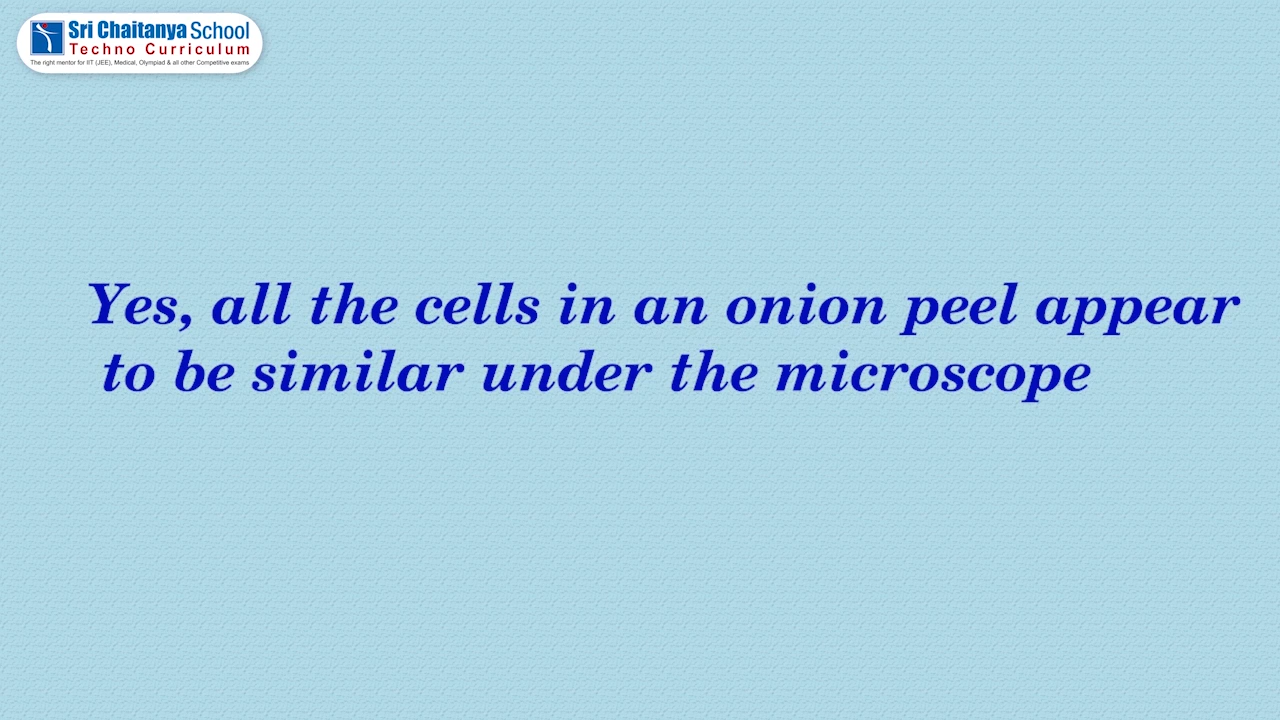 Sri Chaitanya School
Techno Curriculum
The right mentor for IIT (JEE), Medical, Olympiad & all other Competitive exams
Yes, all the cells in an onion peel appear
to be similar under the microscope